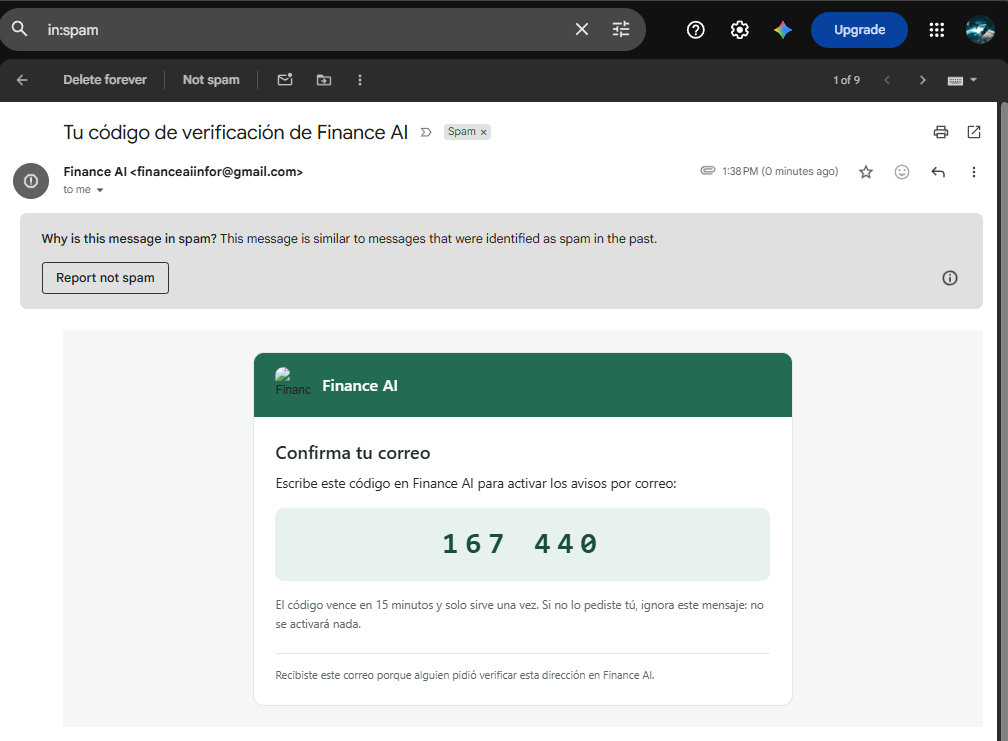 in:spam
Upgrade
Delete forever
Not spam
1 of 9
Tu código de verificación de Finance AI
Spam ×
Finance AI <financeaiinfor@gmail.com>
1:38 PM (0 minutes ago)
to me
Why is this message in spam? This message is similar to messages that were identified as spam in the past.
Report not spam
Financ
Finance AI
Confirma tu correo
Escribe este código en Finance AI para activar los avisos por correo:
167 440
El código vence en 15 minutos y solo sirve una vez. Si no lo pediste tú, ignora este mensaje: no
se activará nada.
Recibiste este correo porque alguien pidió verificar esta dirección en Finance AI.